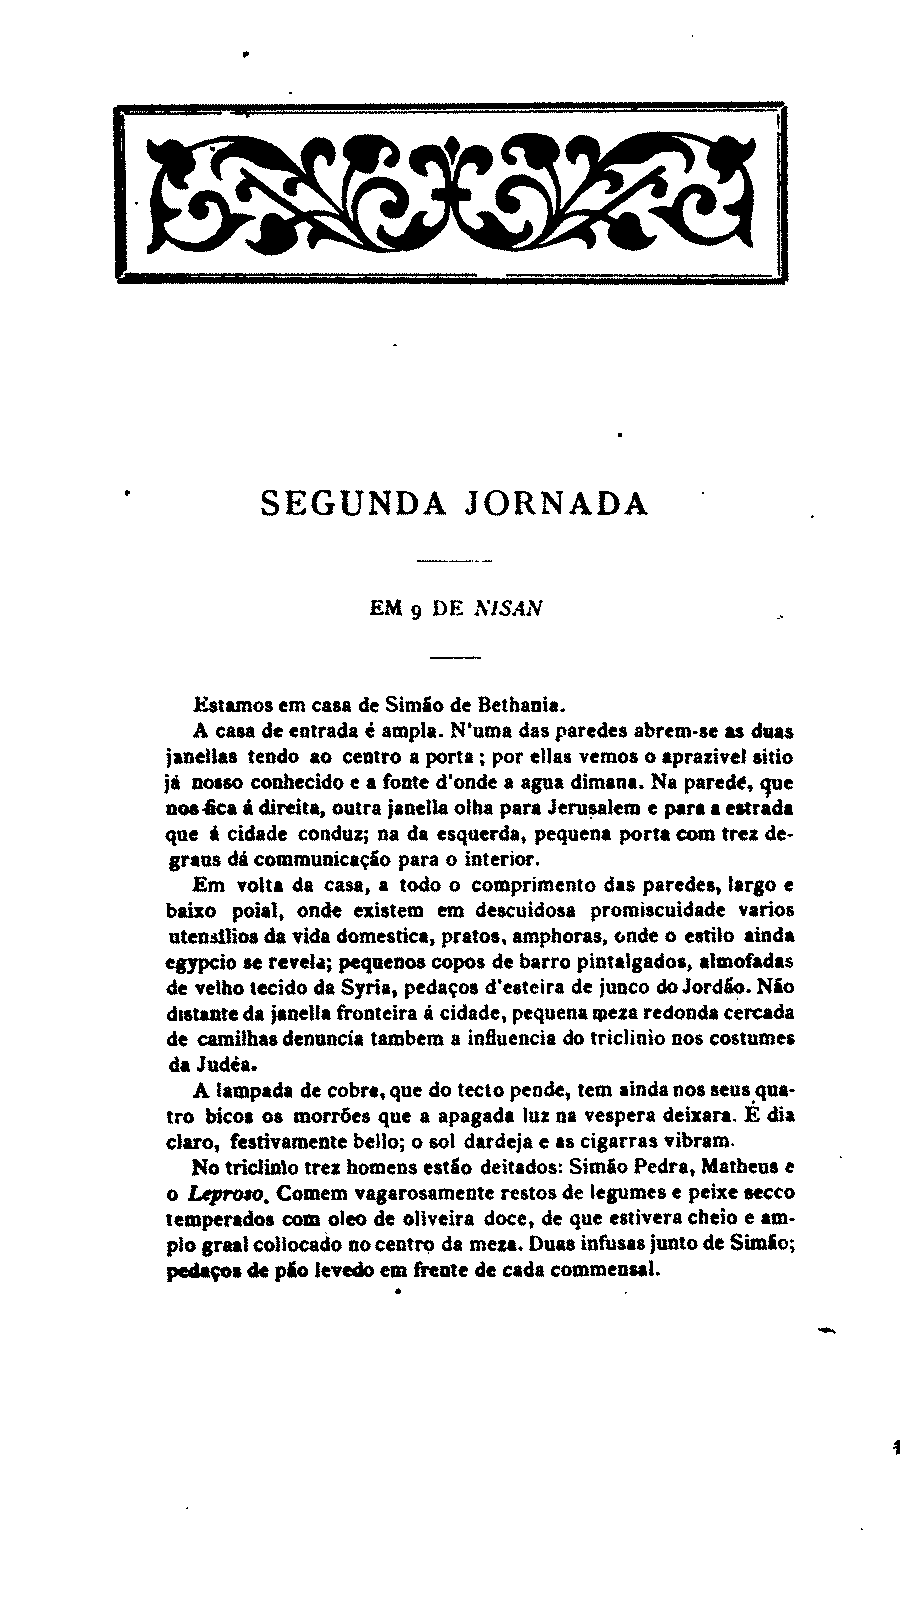 SEGUNDA JORNADA
EM 9 DE NISAN
Estamos em casa de Simão de Bethania.
A casa de entrada é ampla. N'uma das paredes abrem-se as duas
janellas tendo ao centro a porta ; por ellas vemos o aprazivel sitio
já nosso conhecido e a fonte d'onde a agua dimana. Na parede, que
nos fica á direita, outra janella olha para Jerusalem e para a estrada
que á cidade conduz; na da esquerda, pequena porta com trez de-
graus dá communicação para o interior.
Em volta da casa, a todo o comprimento das paredes, largo e
baixo poial, onde existem em descuidosa promiscuidade varios
utensilios da vida domestica, pratos, amphoras, onde o estilo ainda
egypcio se revela; pequenos copos de barro pintalgados, almofadas
de velho tecido da Syria, pedaços d'esteira de junco do Jordão. Não
distante da janella fronteira á cidade, pequena meza redonda cercada
de camilhas denuncía tambem a influencia do triclinio nos costumes
da Judéa.
A lampada de cobre, que do tecto pende, tem ainda nos seus qua-
tro bicos os morrões que a apagada luz na vespera deixara. É dia
claro, festivamente bello; o sol dardeja e as cigarras vibram.
No triclinio trez homens estão deitados: Simão Pedra, Matheus e
o Leproso. Comem vagarosamente restos de legumes e peixe secco
temperados com oleo de oliveira doce, de que estivera cheio e am-
plo graal collocado no centro da meza. Duas infusas junto de Simão;
pedaços de pão levedo em frente de cada commensal.